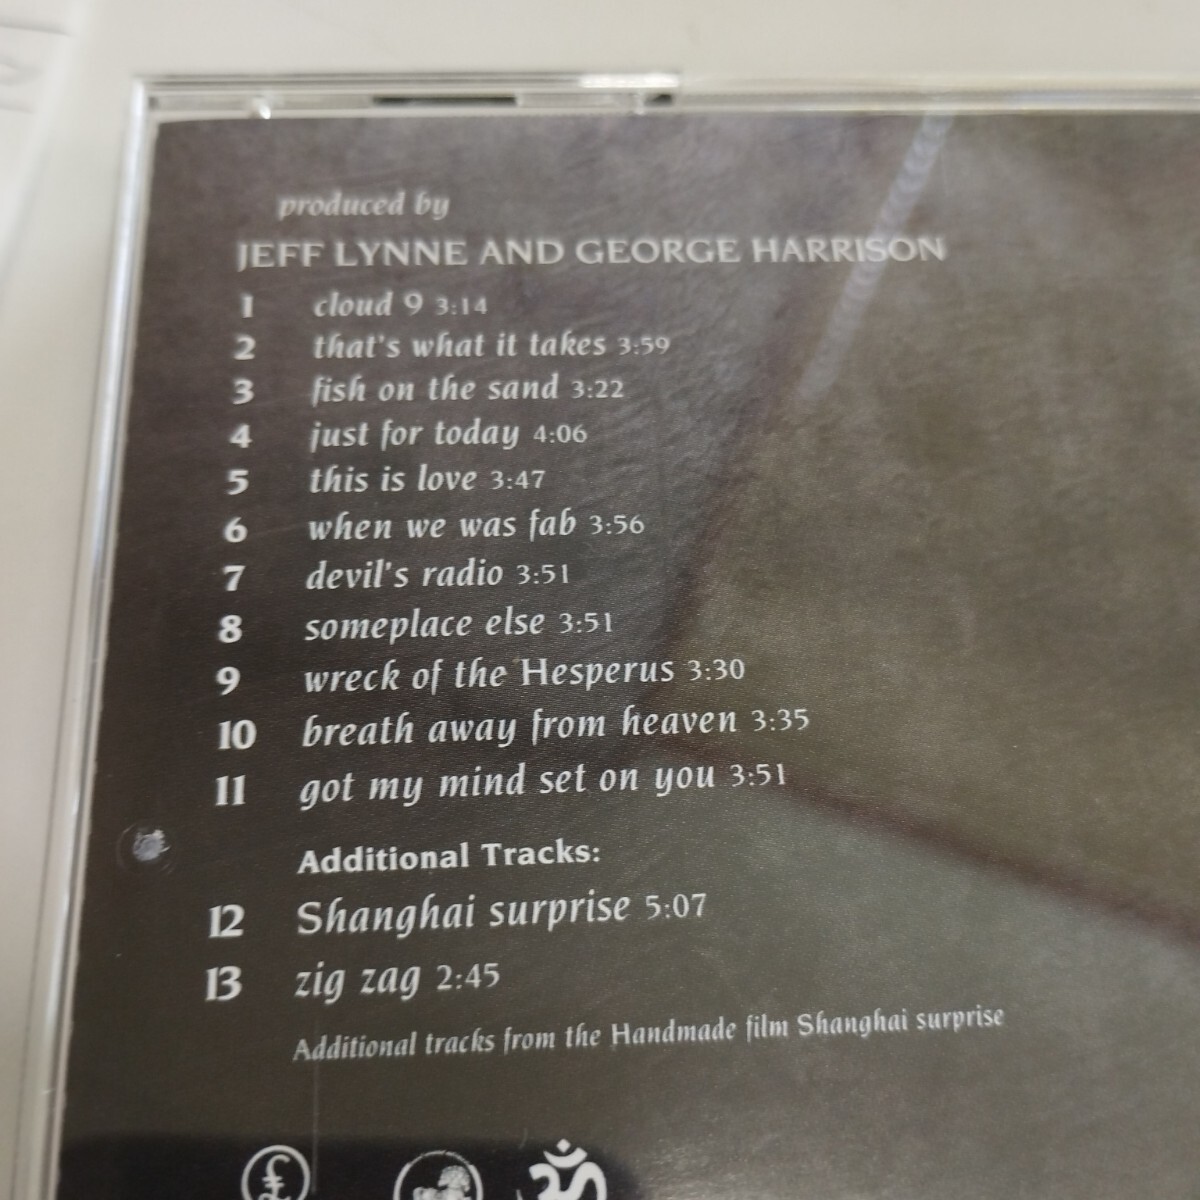 produced by
JEFF LYNNE AND GEORGE HARRISON
1 cloud 9 3:14
2 that's what it takes 3:59
3 fish on the sand 3:22
4 just for today 4:06
5 this is love 3:47
6 when we was fab 3:56
7 devil's radio 3:51
8 someplace else 3:51
9 wreck of the Hesperus 3:30
10 breath away from heaven 3:35
11 got my mind set on you 3:51
Additional Tracks:
12 Shanghai surprise 5:07
13 zig zag 2:45
Additional tracks from the Handmade film Shanghai surprise
£
ॐ